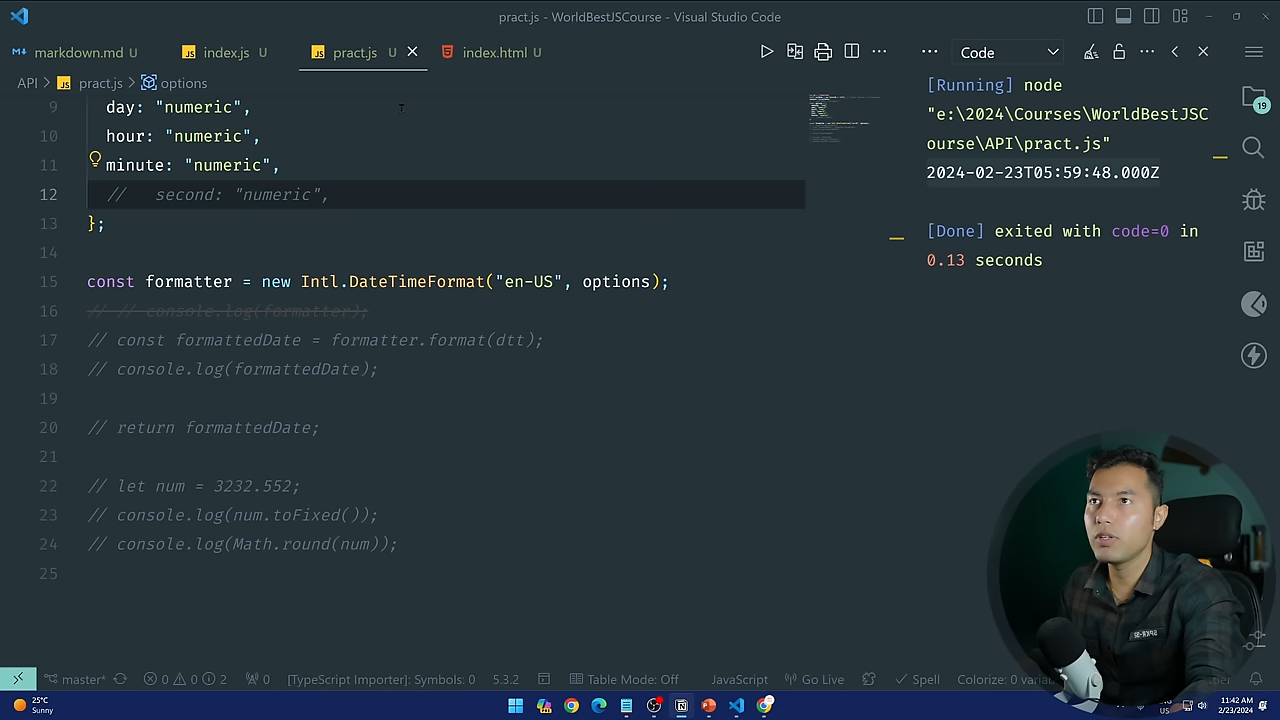 pract.js - WorldBestJSCourse - Visual Studio Code
markdown.md U
index.js U
pract.js U
index.html U
Code
API > pract.js > options
9 day: "numeric",
10 hour: "numeric",
11 minute: "numeric",
12 // second: "numeric",
13 };
14
15 const formatter = new Intl.DateTimeFormat("en-US", options);
16 // // console.log(formatter);
17 // const formattedDate = formatter.format(dtt);
18 // console.log(formattedDate);
19
20 // return formattedDate;
21
22 // let num = 3232.552;
23 // console.log(num.toFixed());
24 // console.log(Math.round(num));
25
[Running] node
"e:\2024\Courses\WorldBestJSC
ourse\API\pract.js"
2024-02-23T05:59:48.000Z
[Done] exited with code=0 in
0.13 seconds
19
master* 0 0 2 0 [TypeScript Importer]: Symbols: 0 5.3.2 Table Mode: Off JavaScript Go Live Spell Colorize: 0
25°C
Sunny
US
11:42 AM
2/23/2024